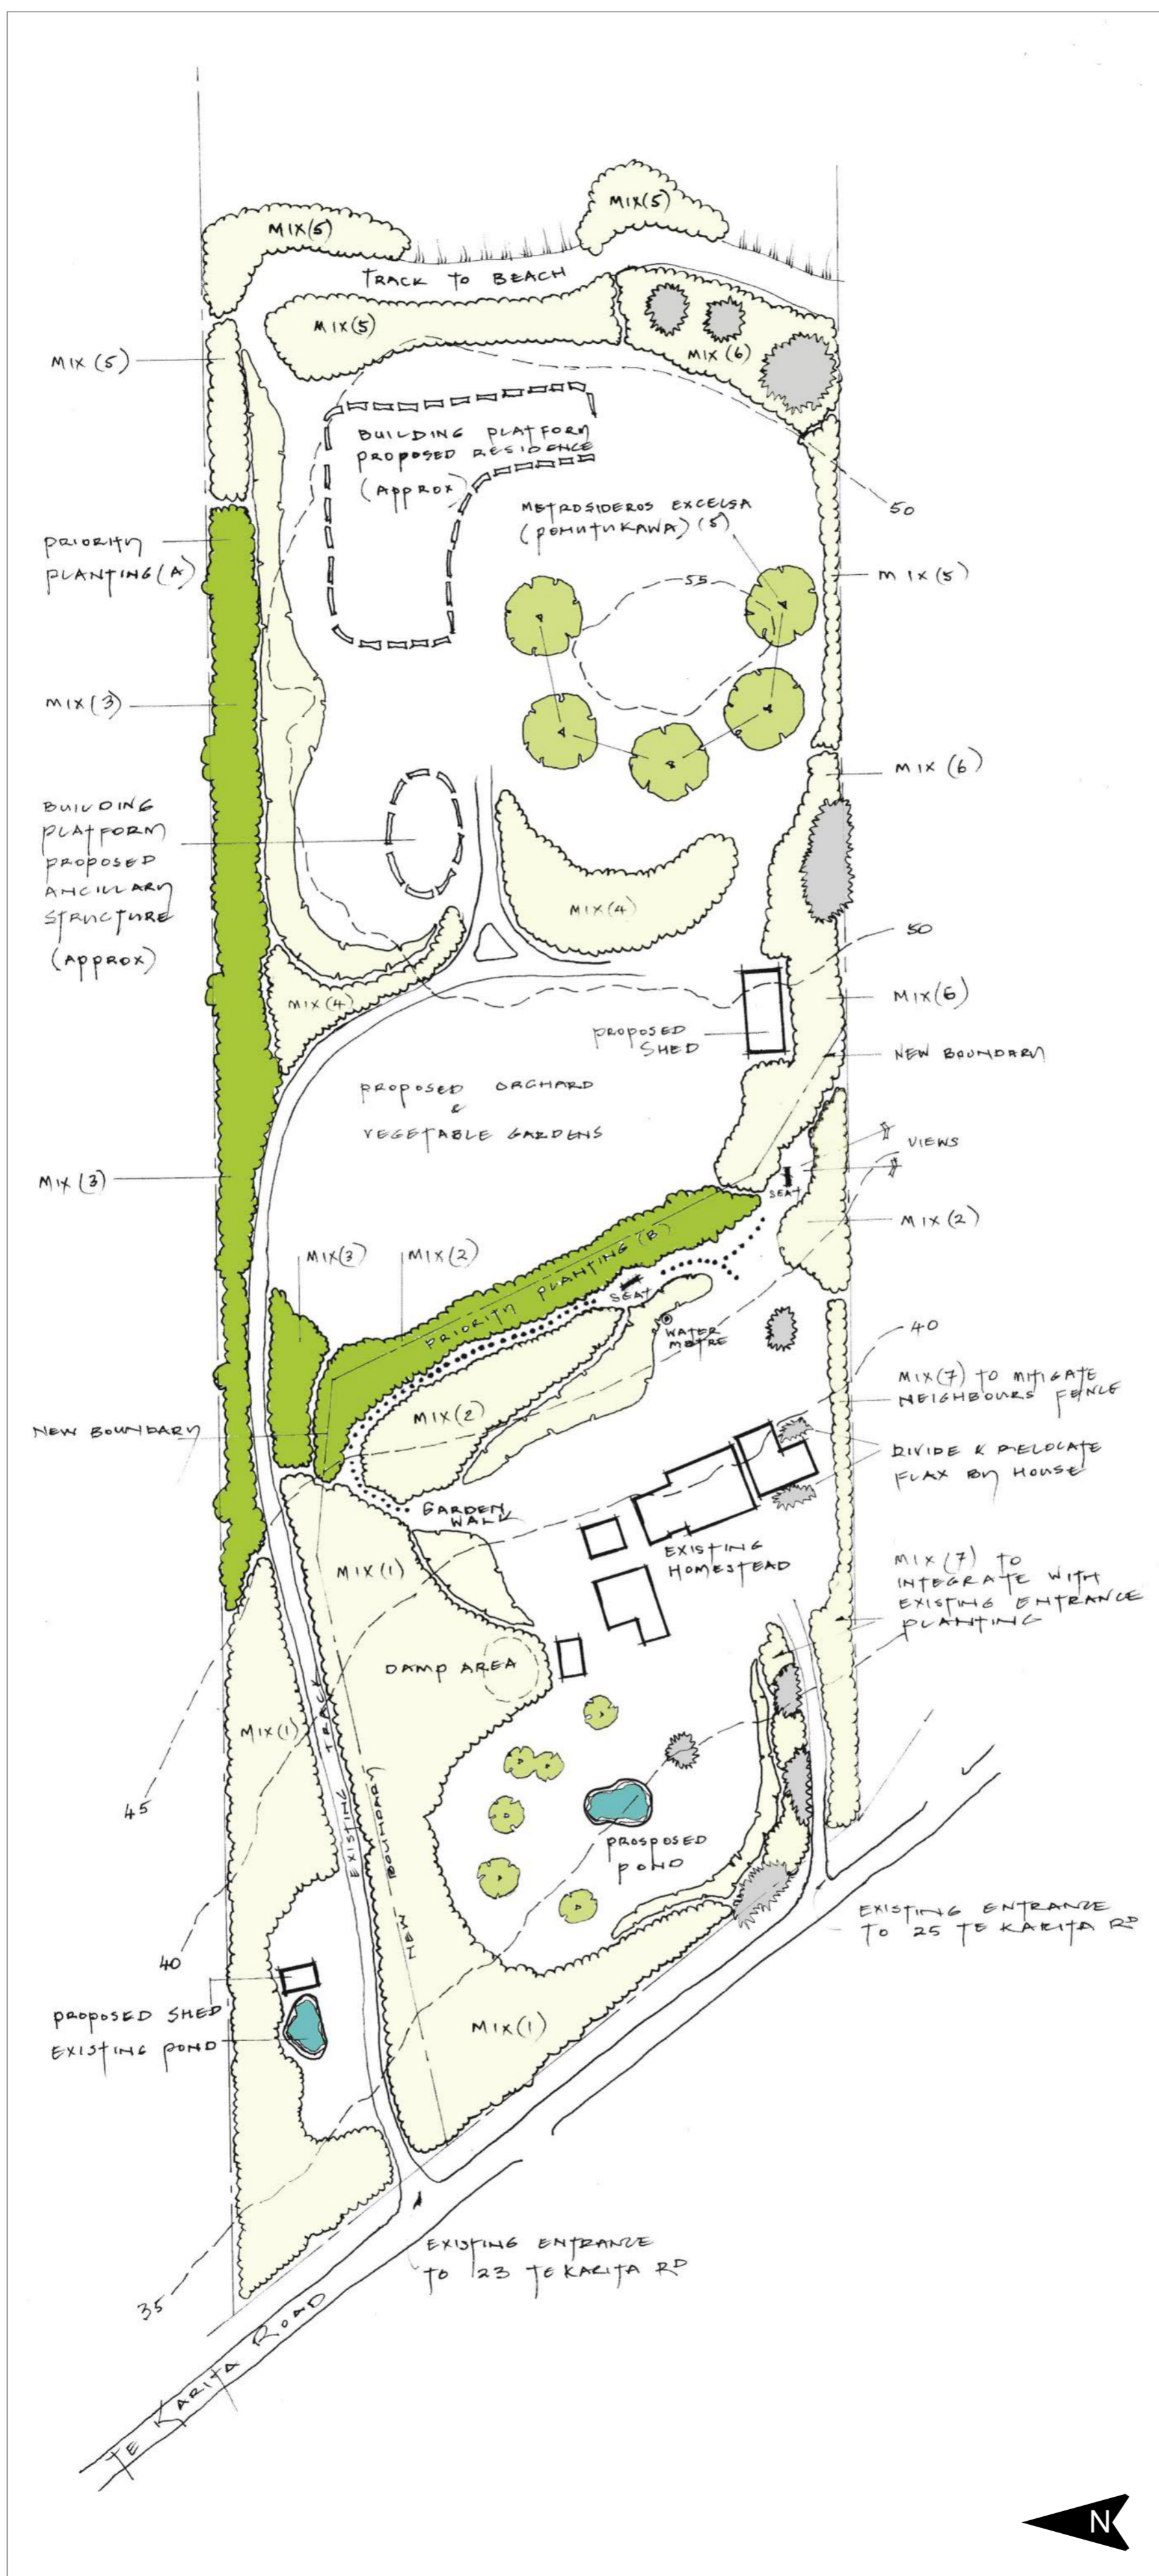 MIX(5)
MIX(5)
TRACK TO BEACH
MIX(5)
MIX(6)
MIX (5)
BUILDING PLATFORM
PROPOSED RESIDENCE
(APPROX)
50
METROSIDEROS EXCELSA
(POHUTUKAWA) (5)
PRIORITY
PLANTING (A)
55
MIX(5)
MIX(3)
MIX (6)
BUILDING
PLATFORM
PROPOSED
ANCILLARY
STRUCTURE
(APPROX)
MIX(4)
50
MIX(4)
MIX(6)
PROPOSED
SHED
NEW BOUNDARY
PROPOSED ORCHARD
&
VEGETABLE GARDENS
VIEWS
MIX(3)
SEAT
MIX(2)
MIX(3)
MIX(2)
PRIORITY PLANTING (B)
SEAT
WATER
METRE
40
MIX(7) TO MITIGATE
NEIGHBOURS FENCE
MIX(2)
NEW BOUNDARY
DIVIDE & RELOCATE
FLAX BY HOUSE
GARDEN
WALK
EXISTING
HOMESTEAD
MIX(1)
MIX(7) TO
INTEGRATE WITH
EXISTING ENTRANCE
PLANTING
DAMP AREA
MIX(1)
EXISTING TRACK
NEW BOUNDARY
45
PROSPOSED
POND
EXISTING ENTRANCE
TO 25 TE KARITA RD
40
PROPOSED SHED
EXISTING POND
MIX(1)
EXISTING ENTRANCE
TO 123 TE KARITA RD
35
TE KARITA ROAD
N